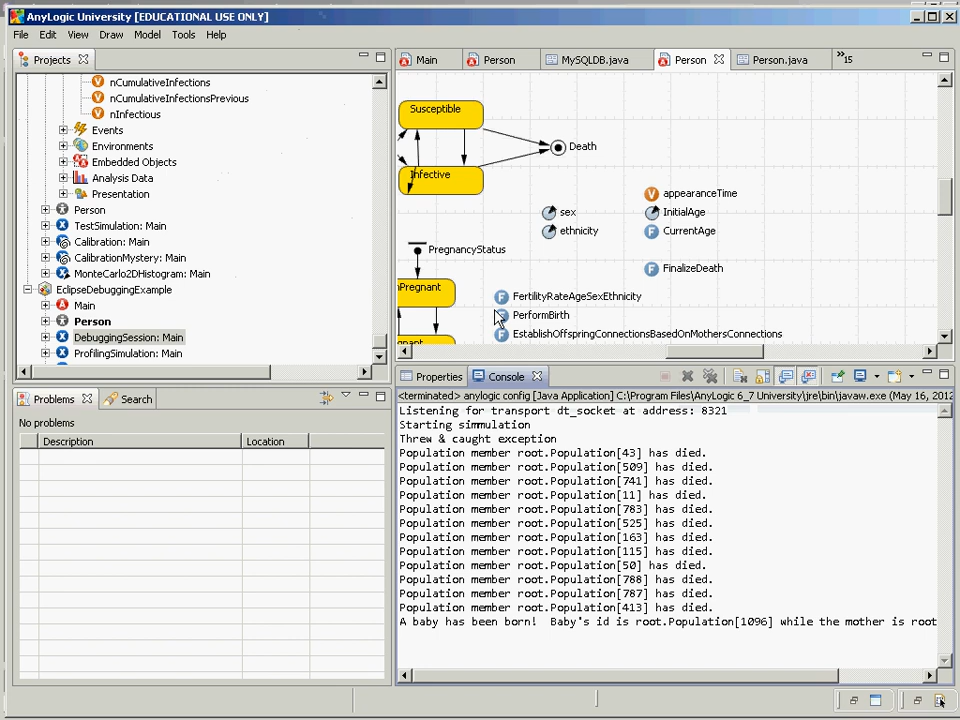 AnyLogic University [EDUCATIONAL USE ONLY]
File Edit View Draw Model Tools Help
Projects
nCumulativeInfections
nCumulativeInfectionsPrevious
nInfectious
Events
Environments
Embedded Objects
Analysis Data
Presentation
Person
TestSimulation: Main
Calibration: Main
CalibrationMystery: Main
MonteCarlo2DHistogram: Main
EclipseDebuggingExample
Main
Person
DebuggingSession: Main
ProfilingSimulation: Main
Problems Search
No problems
Description Location
Main Person MySQLDB.java Person Person.java »15
Susceptible
Death
Infective
appearanceTime
sex InitialAge
ethnicity CurrentAge
PregnancyStatus
FinalizeDeath
nPregnant
FertilityRateAgeSexEthnicity
PerformBirth
EstablishOffspringConnectionsBasedOnMothersConnections
Properties Console
<terminated> anylogic config [Java Application] C:\Program Files\AnyLogic 6_7 University\jre\bin\javaw.exe (May 16, 2012
Listening for transport dt_socket at address: 8321
Starting simmulation
Threw & caught exception
Population member root.Population[43] has died.
Population member root.Population[509] has died.
Population member root.Population[741] has died.
Population member root.Population[11] has died.
Population member root.Population[783] has died.
Population member root.Population[525] has died.
Population member root.Population[163] has died.
Population member root.Population[115] has died.
Population member root.Population[50] has died.
Population member root.Population[788] has died.
Population member root.Population[787] has died.
Population member root.Population[413] has died.
A baby has been born!  Baby's id is root.Population[1096] while the mother is root